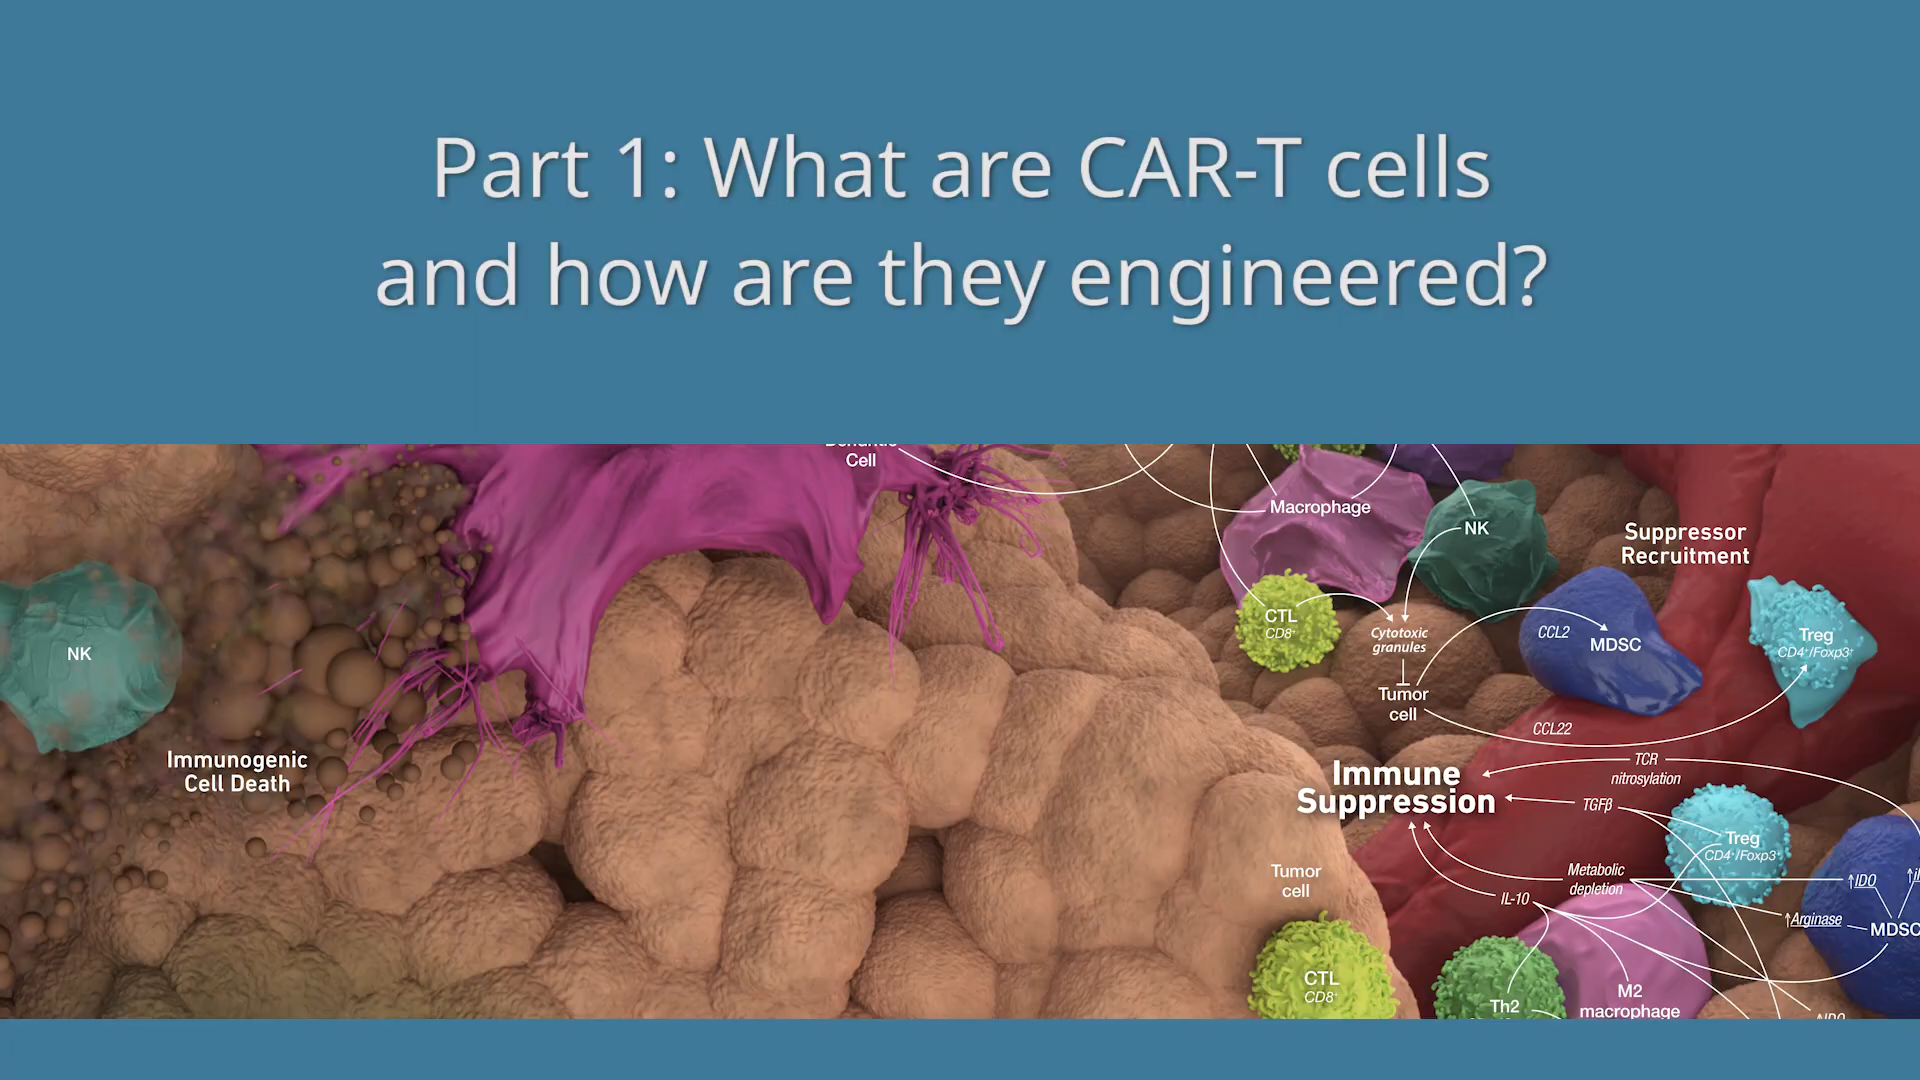 Part 1: What are CAR-T cells
and how are they engineered?
Dendritic
Cell
Macrophage
NK
Suppressor
Recruitment
CTL
CD8⁺
Cytotoxic
granules
CCL2
MDSC
Treg
CD4⁺/Foxp3⁺
NK
Tumor
cell
CCL22
Immunogenic
Cell Death
TCR
nitrosylation
Immune
Suppression
TGFβ
Treg
CD4⁺/Foxp3⁺
Tumor
cell
Metabolic
depletion
↑IDO
IL-10
↑Arginase
MDSC
CTL
CD8⁺
Th2
M2
macrophage